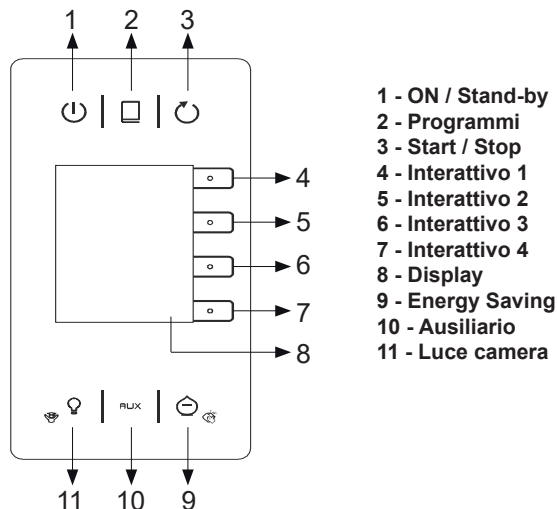 1 2 3
4
5
6
7
8
AUX
11 10 9
1 - ON / Stand-by
2 - Programmi
3 - Start / Stop
4 - Interattivo 1
5 - Interattivo 2
6 - Interattivo 3
7 - Interattivo 4
8 - Display
9 - Energy Saving
10 - Ausiliario
11 - Luce camera